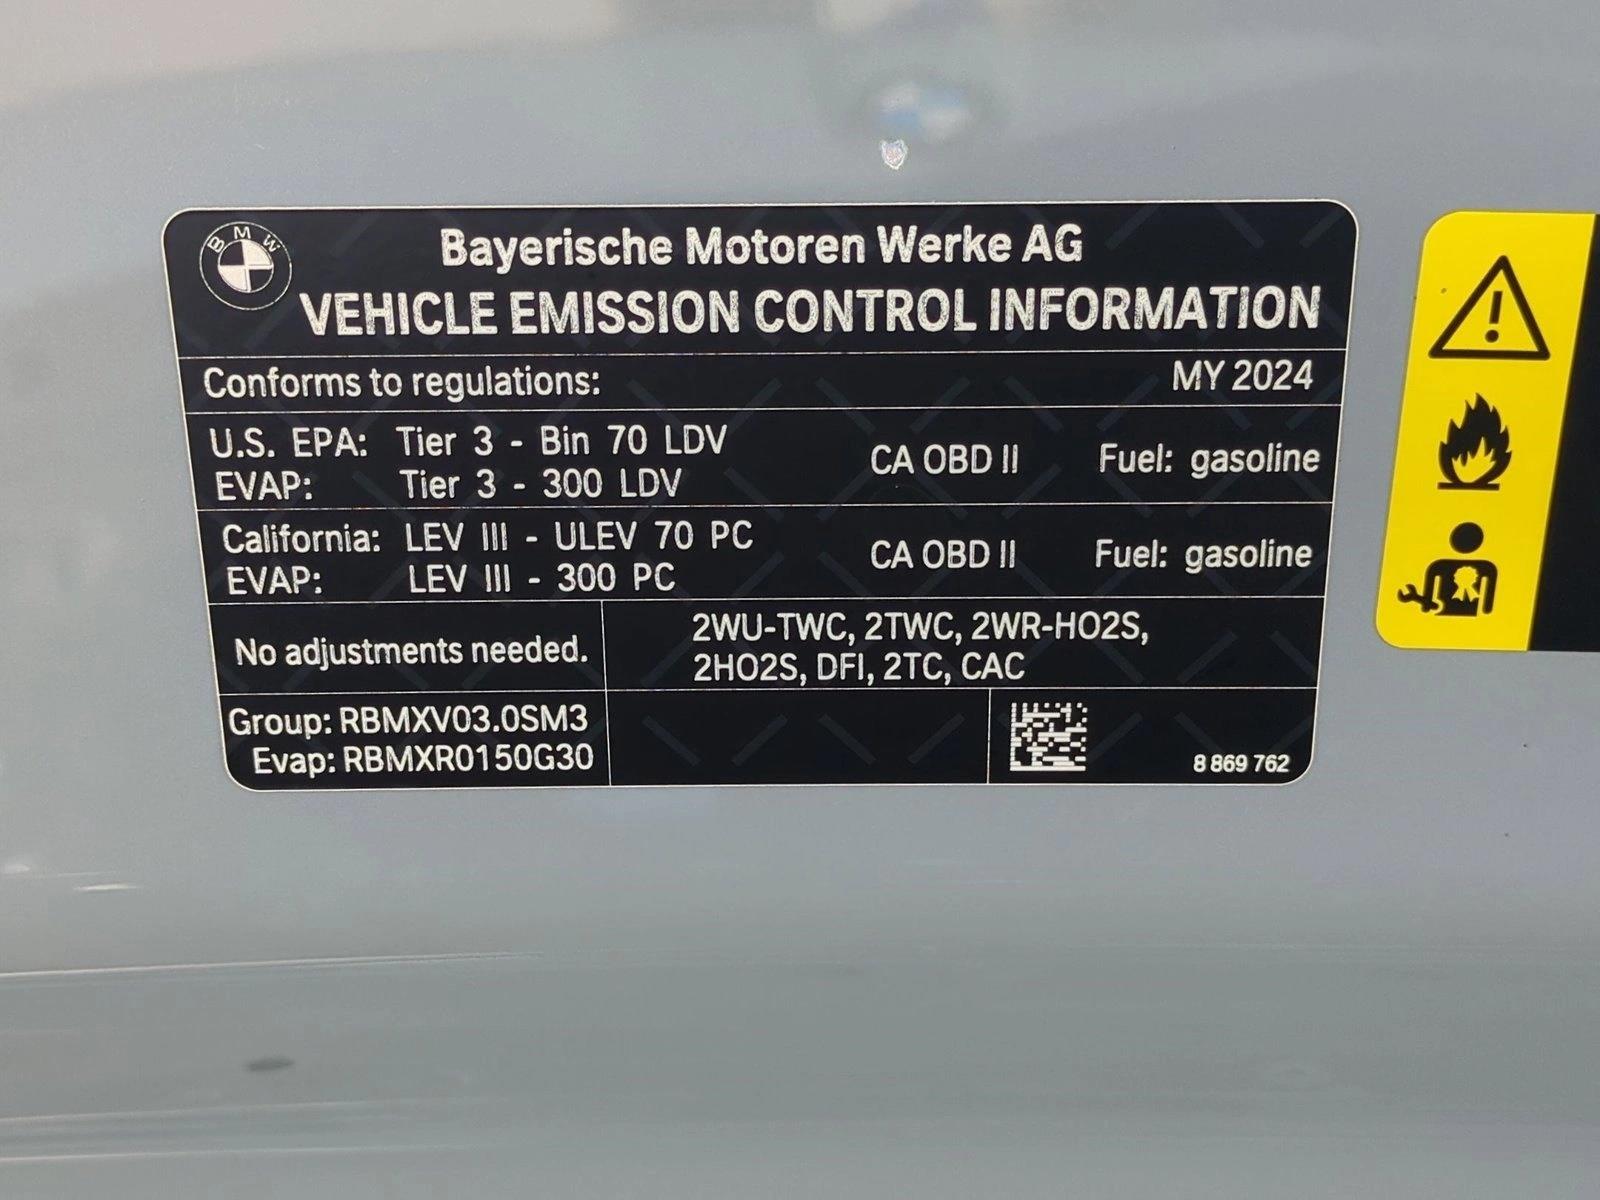 BMW
Bayerische Motoren Werke AG
VEHICLE EMISSION CONTROL INFORMATION
Conforms to regulations: MY 2024
U.S. EPA: Tier 3 - Bin 70 LDV CA OBD II Fuel: gasoline
EVAP: Tier 3 - 300 LDV
California: LEV III - ULEV 70 PC CA OBD II Fuel: gasoline
EVAP: LEV III - 300 PC
No adjustments needed.
2WU-TWC, 2TWC, 2WR-HO2S,
2HO2S, DFI, 2TC, CAC
Group: RBMXV03.0SM3
Evap: RBMXR0150G30
8 869 762